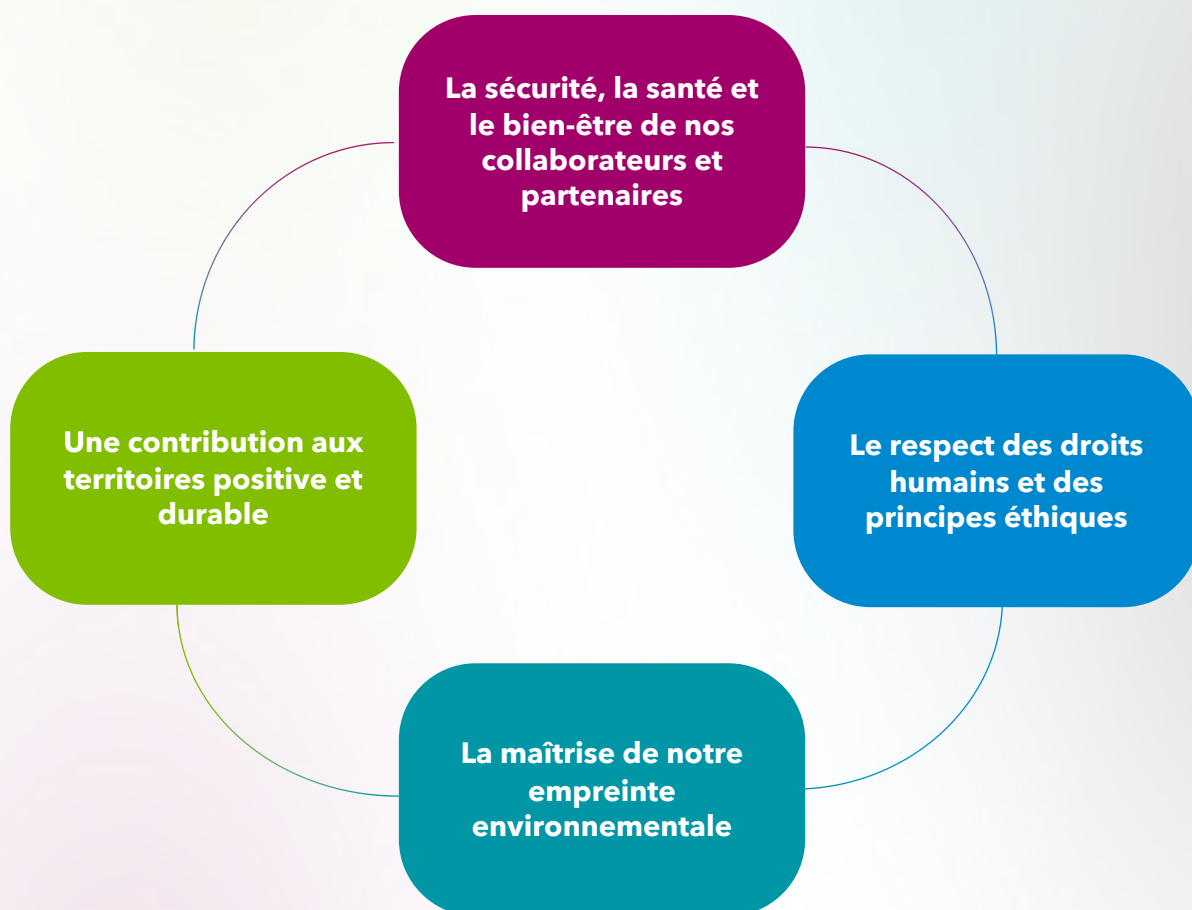 La sécurité, la santé et
le bien-être de nos
collaborateurs et
partenaires
Une contribution aux
territoires positive et
durable
Le respect des droits
humains et des
principes éthiques
La maîtrise de notre
empreinte
environnementale